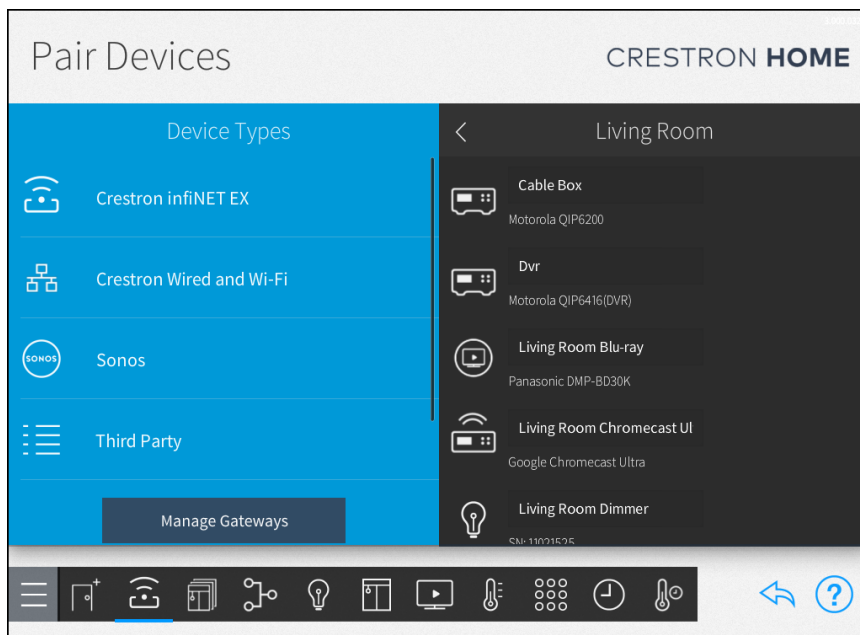 Pair Devices
CRESTRON HOME
Device Types
Crestron infiNET EX
Crestron Wired and Wi-Fi
SONOS
Sonos
Third Party
Manage Gateways
Living Room
Cable Box
Motorola QIP6200
Dvr
Motorola QIP6416(DVR)
Living Room Blu-ray
Panasonic DMP-BD30K
Living Room Chromecast Ul
Google Chromecast Ultra
Living Room Dimmer
SN: 11021525
?